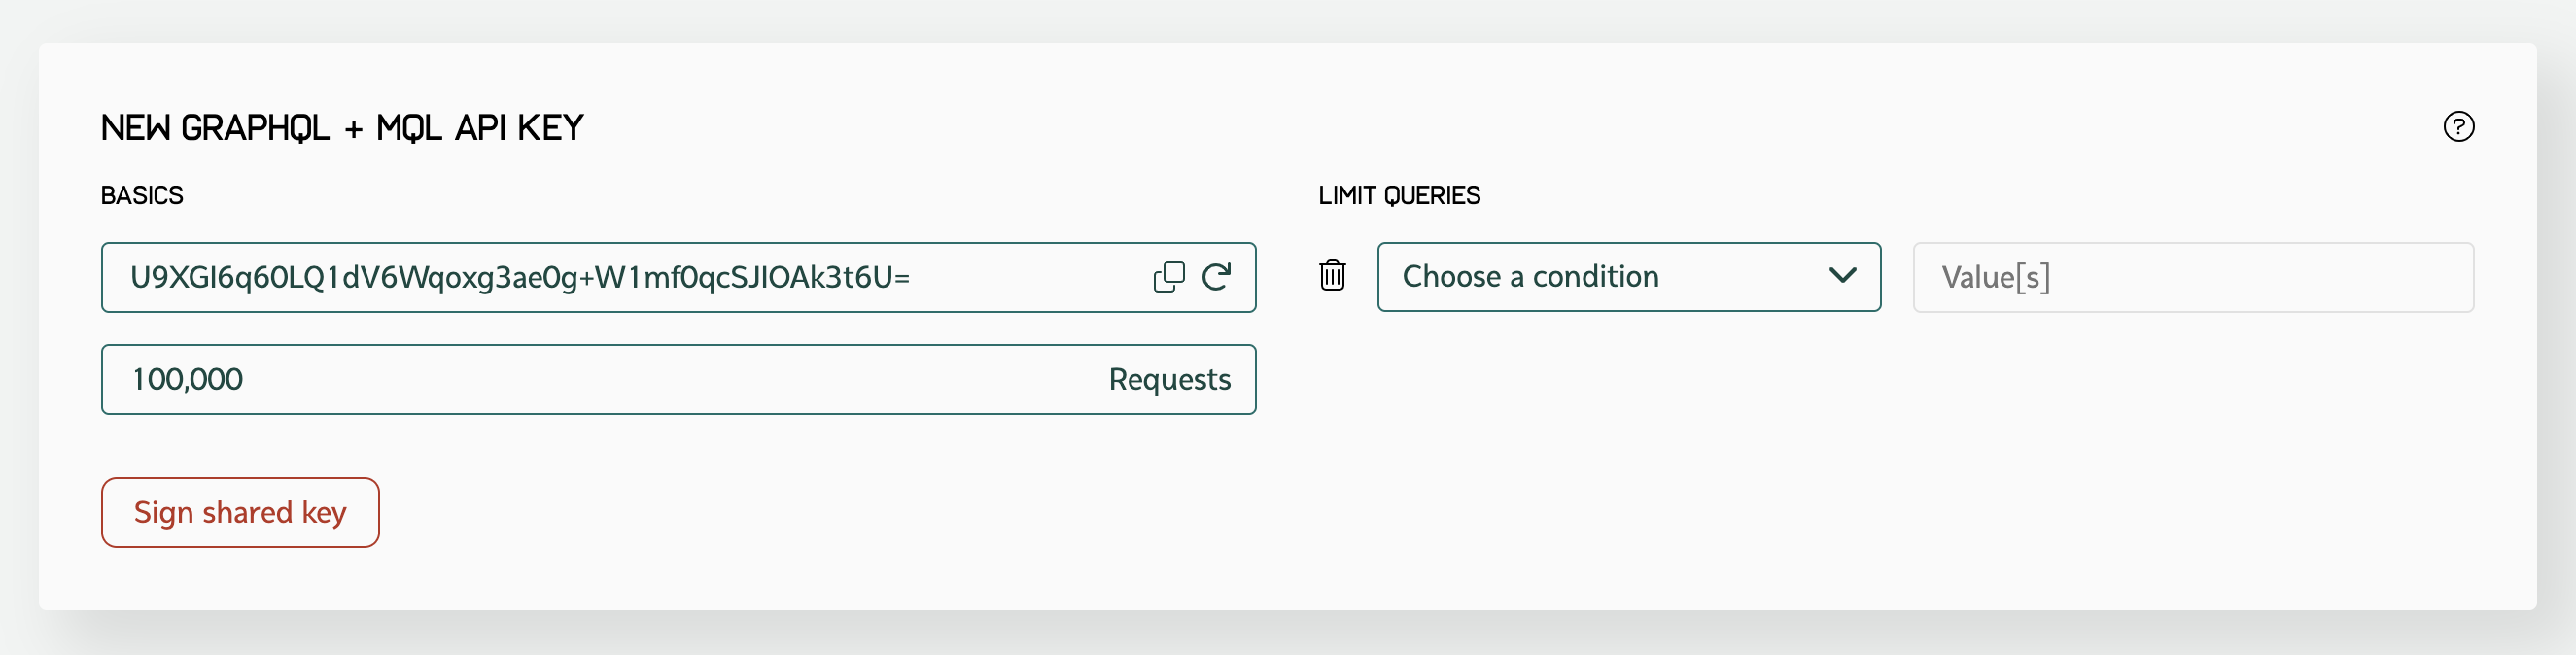 NEW GRAPHQL + MQL API KEY
BASICS
U9XGI6q60LQ1dV6Wqoxg3ae0g+W1mf0qcSJIOAk3t6U=
100,000 Requests
Sign shared key
LIMIT QUERIES
Choose a condition
Value[s]